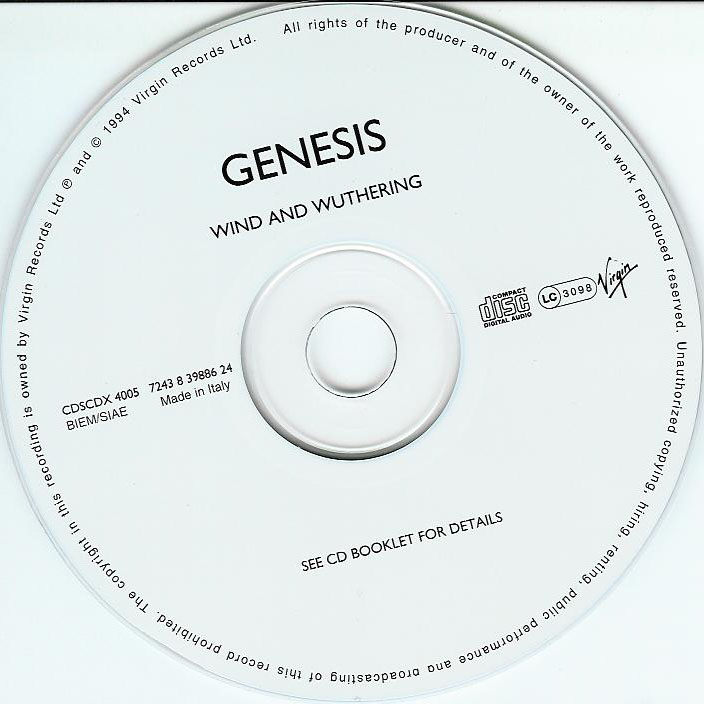 GENESIS
WIND AND WUTHERING
COMPACT
disc
DIGITAL AUDIO
LC 3098
Virgin
CDSCDX 4005 7243 8 39886 24
BIEM/SIAE Made in Italy
SEE CD BOOKLET FOR DETAILS
All rights of the producer and of the owner of the work reproduced reserved. Unauthorized copying, hiring, renting, public performance and broadcasting of this record prohibited. The copyright in this recording is owned by Virgin Records Ltd ℗ and © 1994 Virgin Records Ltd.